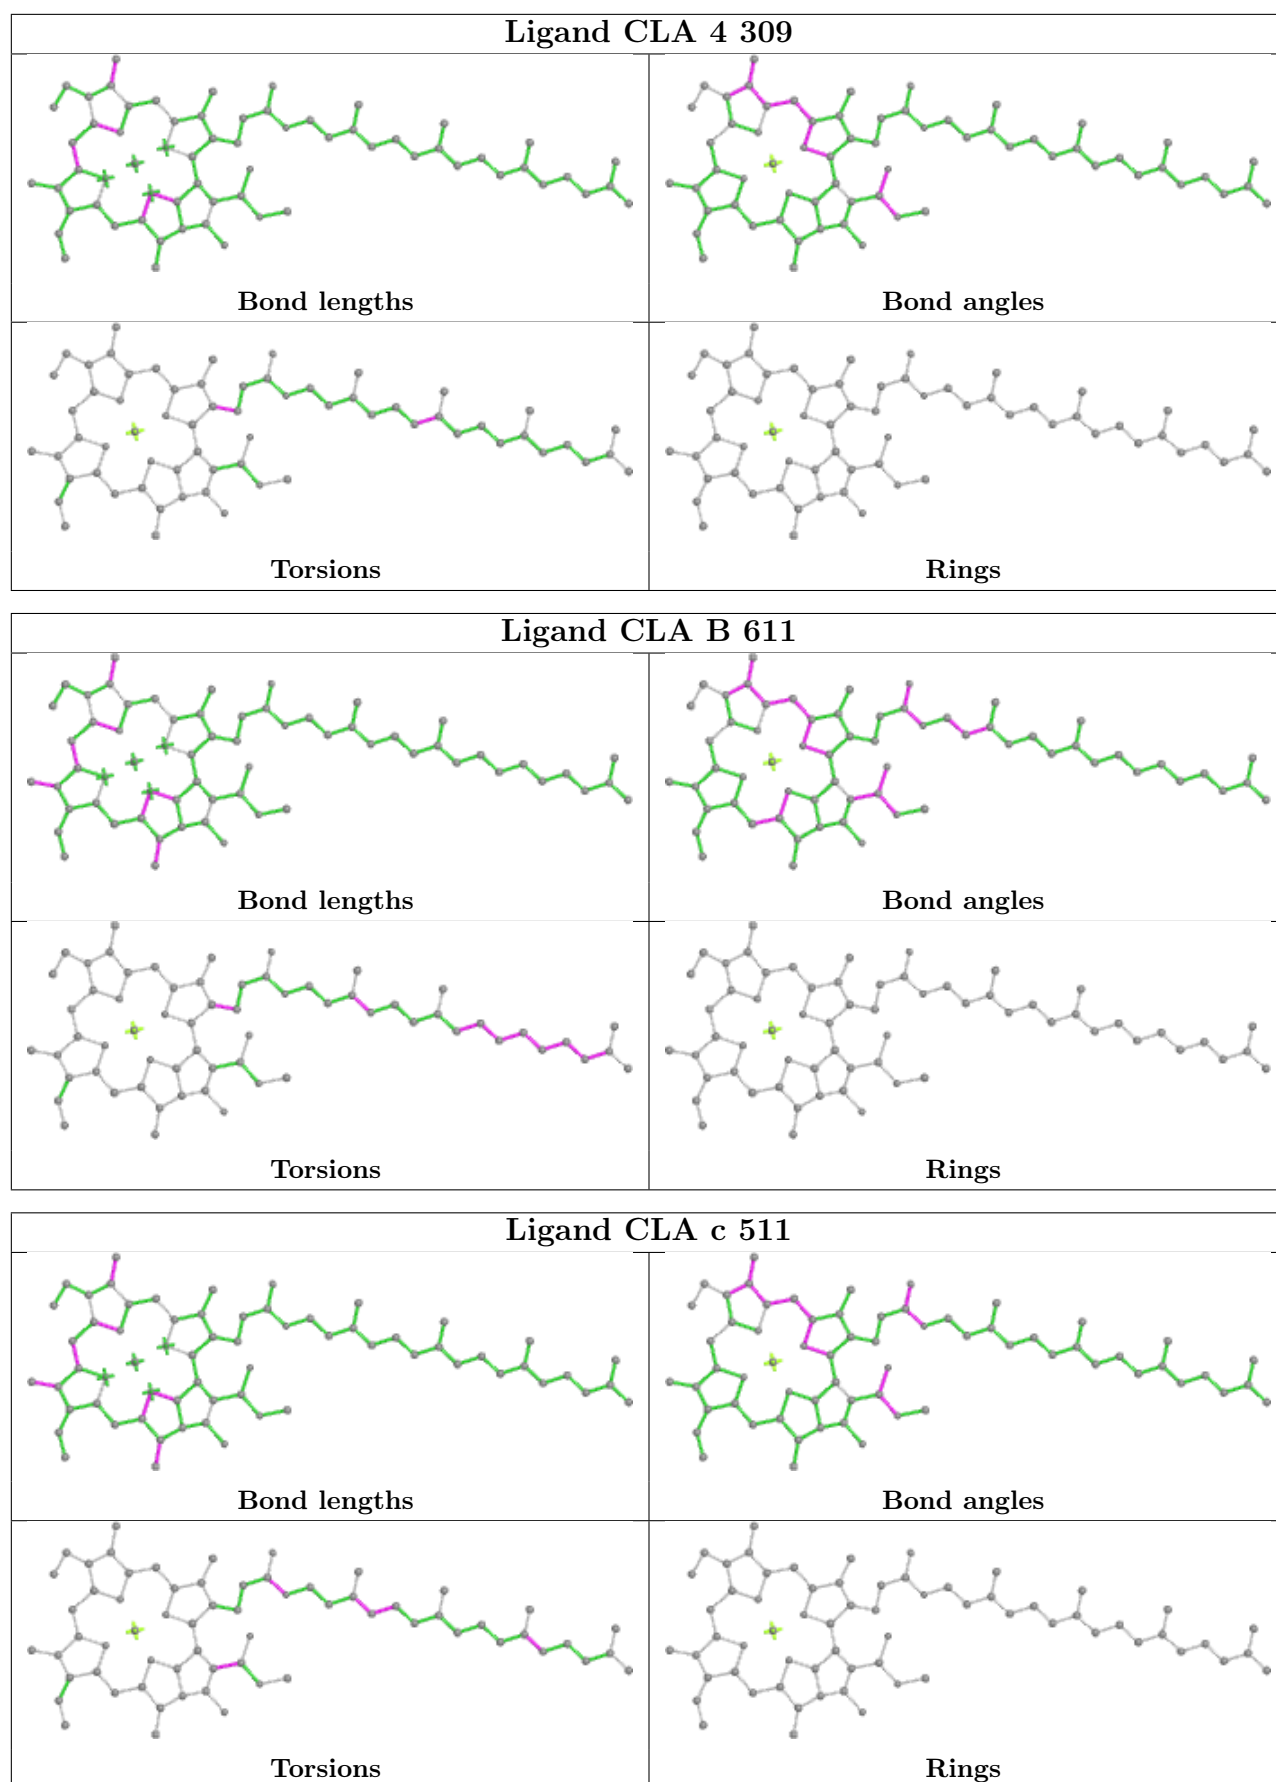 Ligand CLA 4 309
Bond lengths
Bond angles
Torsions
Rings
Ligand CLA B 611
Bond lengths
Bond angles
Torsions
Rings
Ligand CLA c 511
Bond lengths
Bond angles
Torsions
Rings